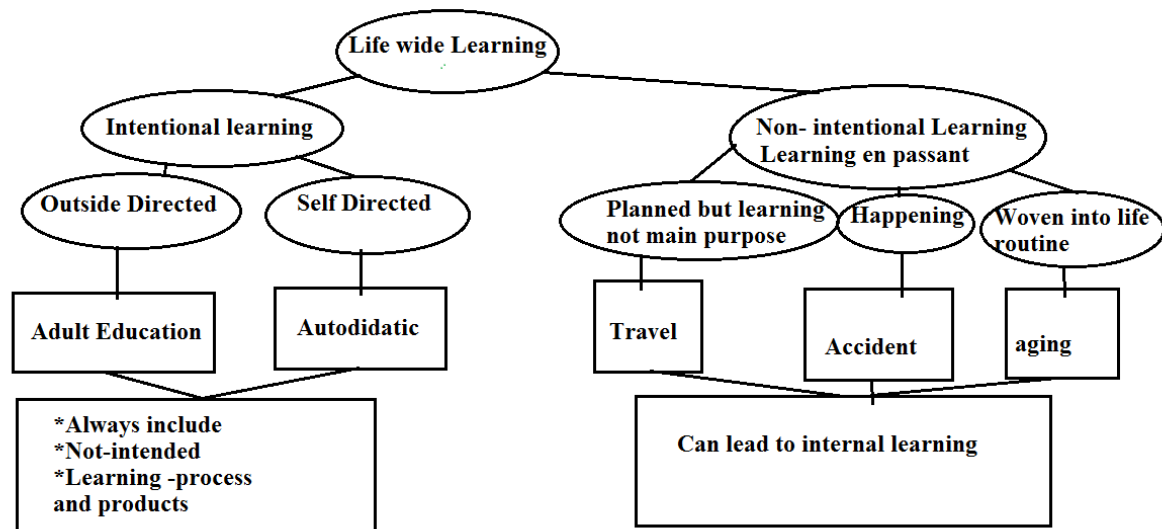 Life wide Learning
Intentional learning
Non- intentional Learning
Learning en passant
Outside Directed
Self Directed
Planned but learning
not main purpose
Happening
Woven into life
routine
Adult Education
Autodidatic
Travel
Accident
aging
*Always include
*Not-intended
*Learning -process
and products
Can lead to internal learning